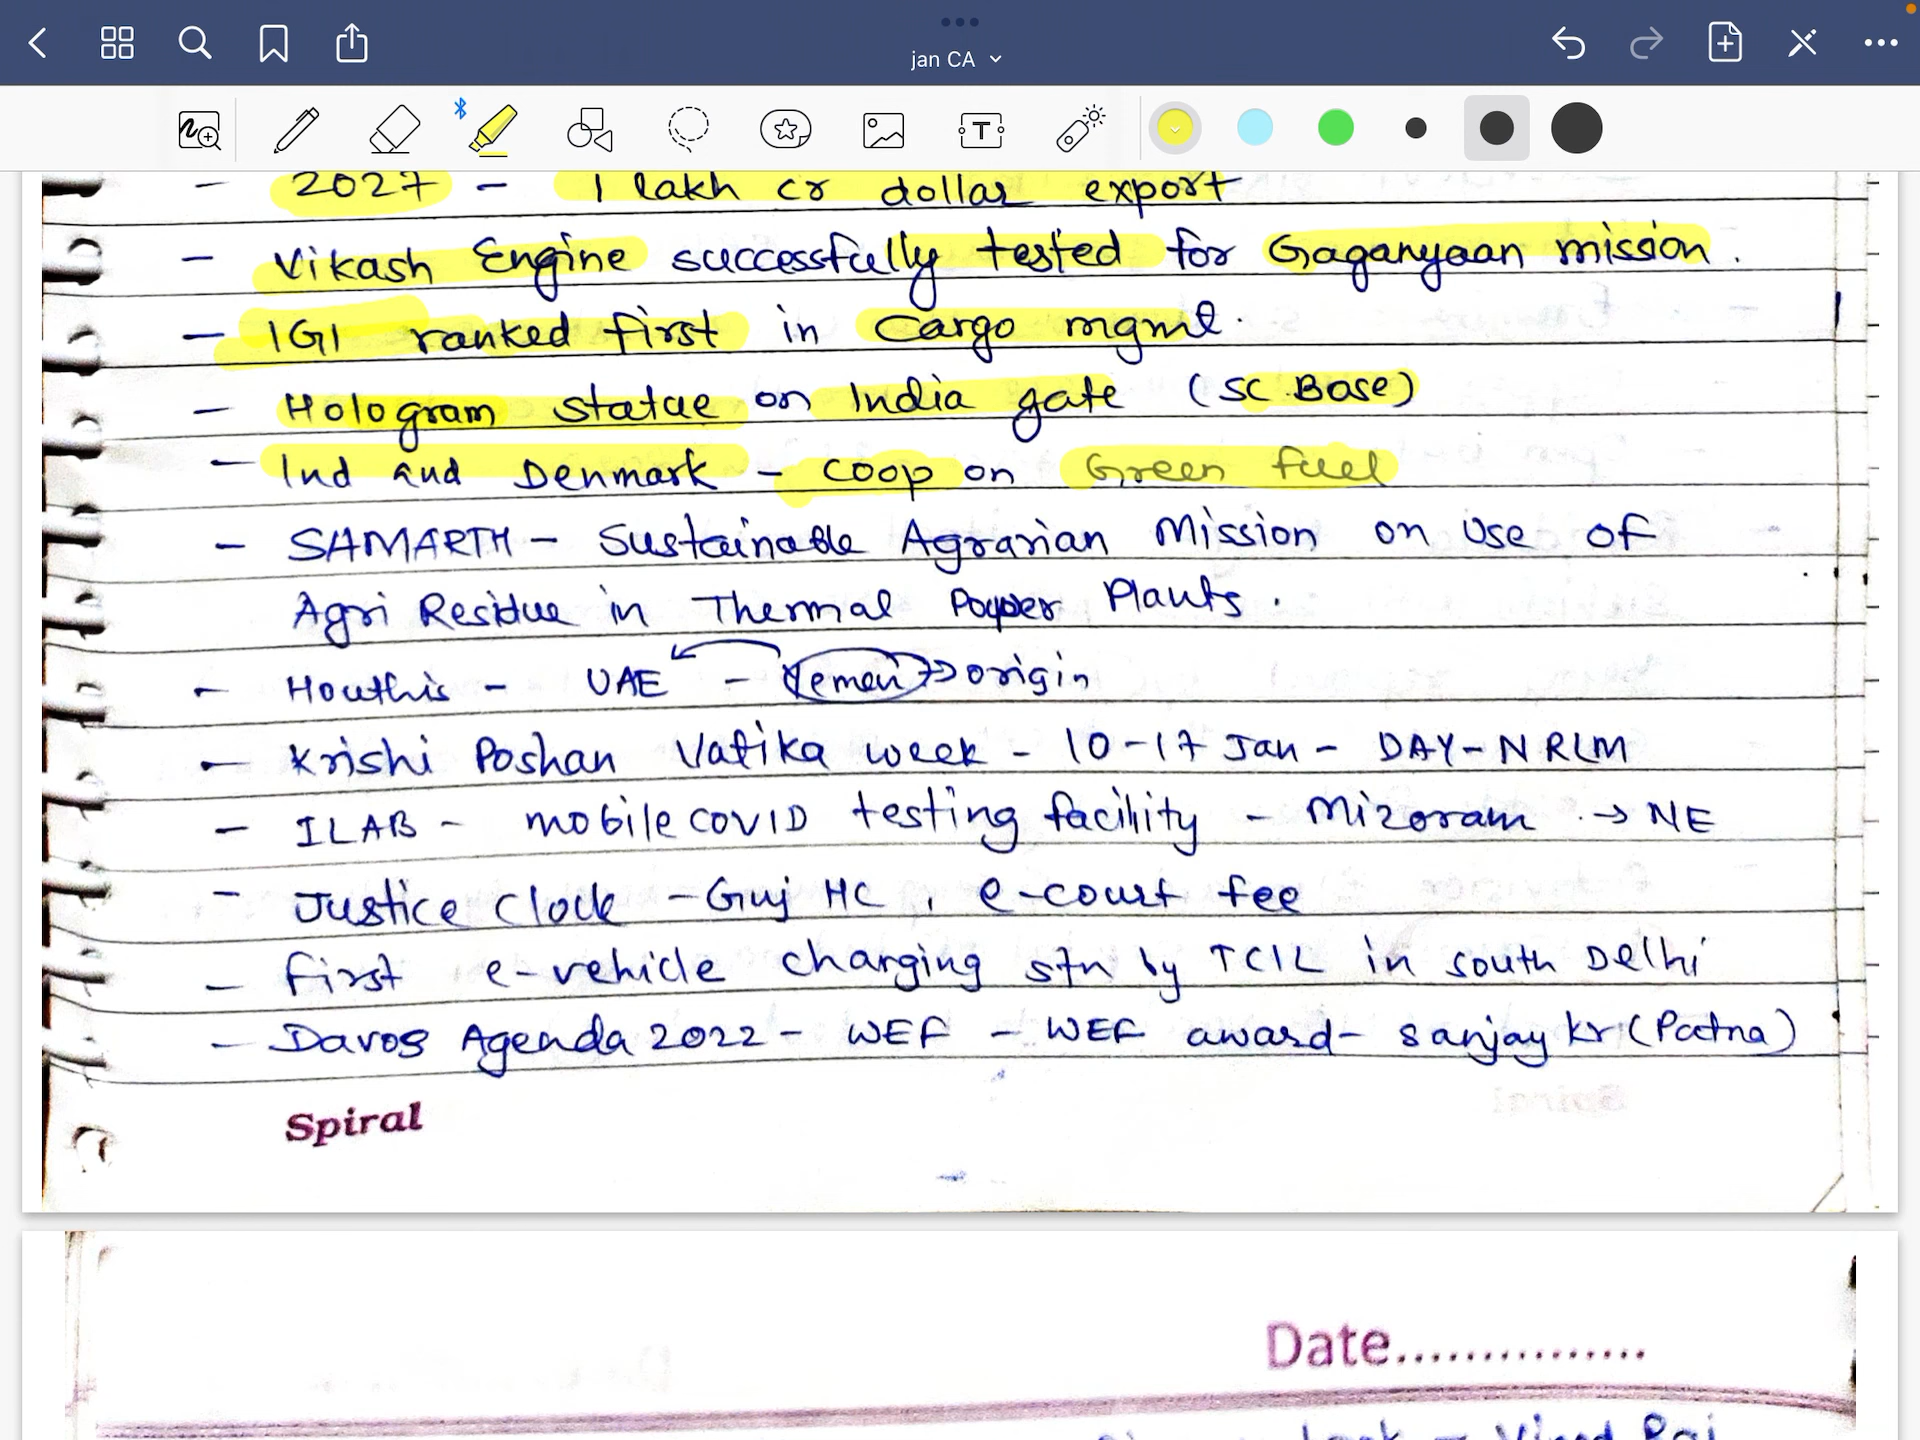 jan CA
T
- 2027 - 1 lakh cr dollar export
- Vikash Engine successfully tested for Gaganyaan mission.
- IGI ranked first in Cargo mgmt.
- Hologram statue on India gate (SC Base)
- Ind and Denmark - coop on Green fuel
- SAMARTH - Sustainable Agrarian Mission on Use of
Agri Residue in Thermal Power Plants.
- Houthis - UAE - Yemen → origin
- Krishi Poshan Vatika week - 10-17 Jan - DAY-NRLM
- ILAB - mobile COVID testing facility - Mizoram → NE
- Justice Clock - Guj HC, e-court fee
- First e-vehicle charging stn by TCIL in south Delhi
- Davos Agenda 2022 - WEF - WEF award - Sanjay Kr (Patna)
Spiral
Date...............